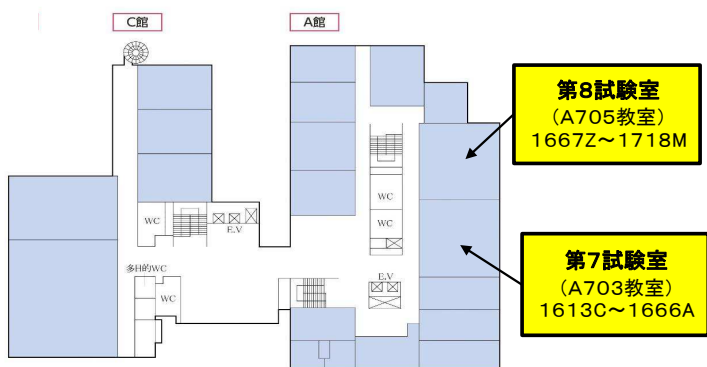 C館
A館
第8試験室
(A705教室)
1667Z～1718M
WC
WC
WC
E.V
多目的WC
WC
E.V
第7試験室
(A703教室)
1613C～1666A